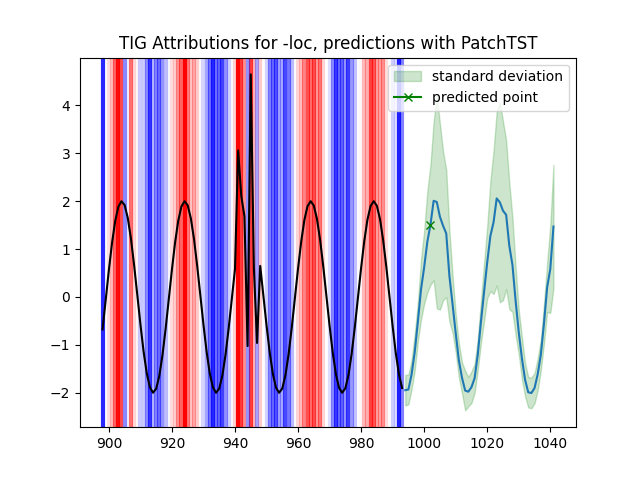 TIG Attributions for -loc, predictions with PatchTST
standard deviation
predicted point
4
3
2
1
0
−1
−2
900 920 940 960 980 1000 1020 1040